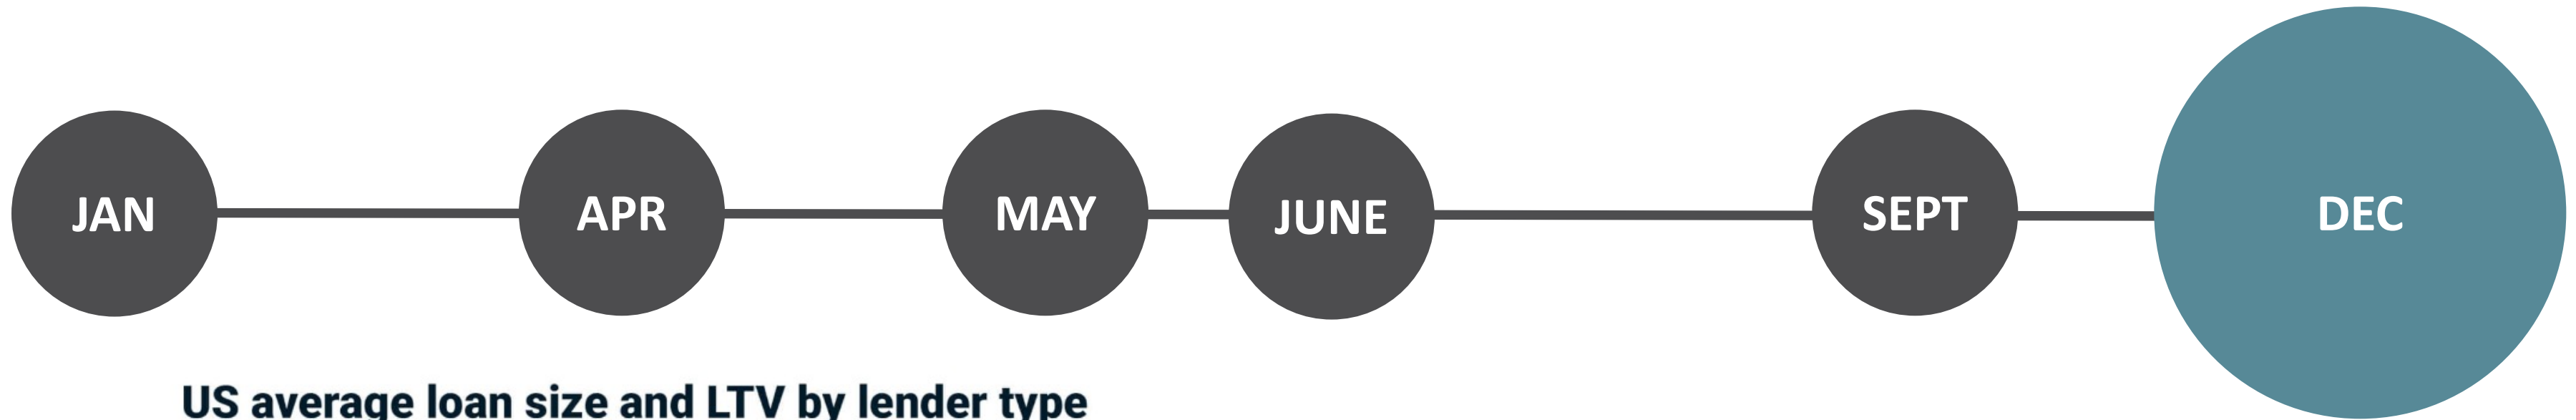 JAN APR MAY JUNE SEPT DEC
US average loan size and LTV by lender type